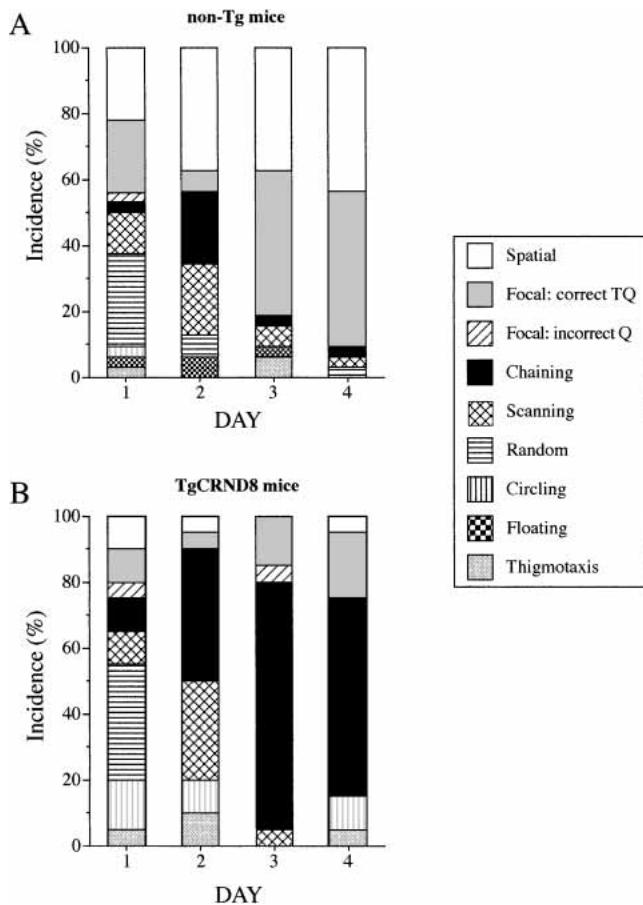 A
non-Tg mice
100
80
60
40
20
0
Incidence (%)
1 2 3 4
DAY
Spatial
Focal: correct TQ
Focal: incorrect Q
Chaining
Scanning
Random
Circling
Floating
Thigmotaxis
B
TgCRND8 mice
100
80
60
40
20
0
Incidence (%)
1 2 3 4
DAY